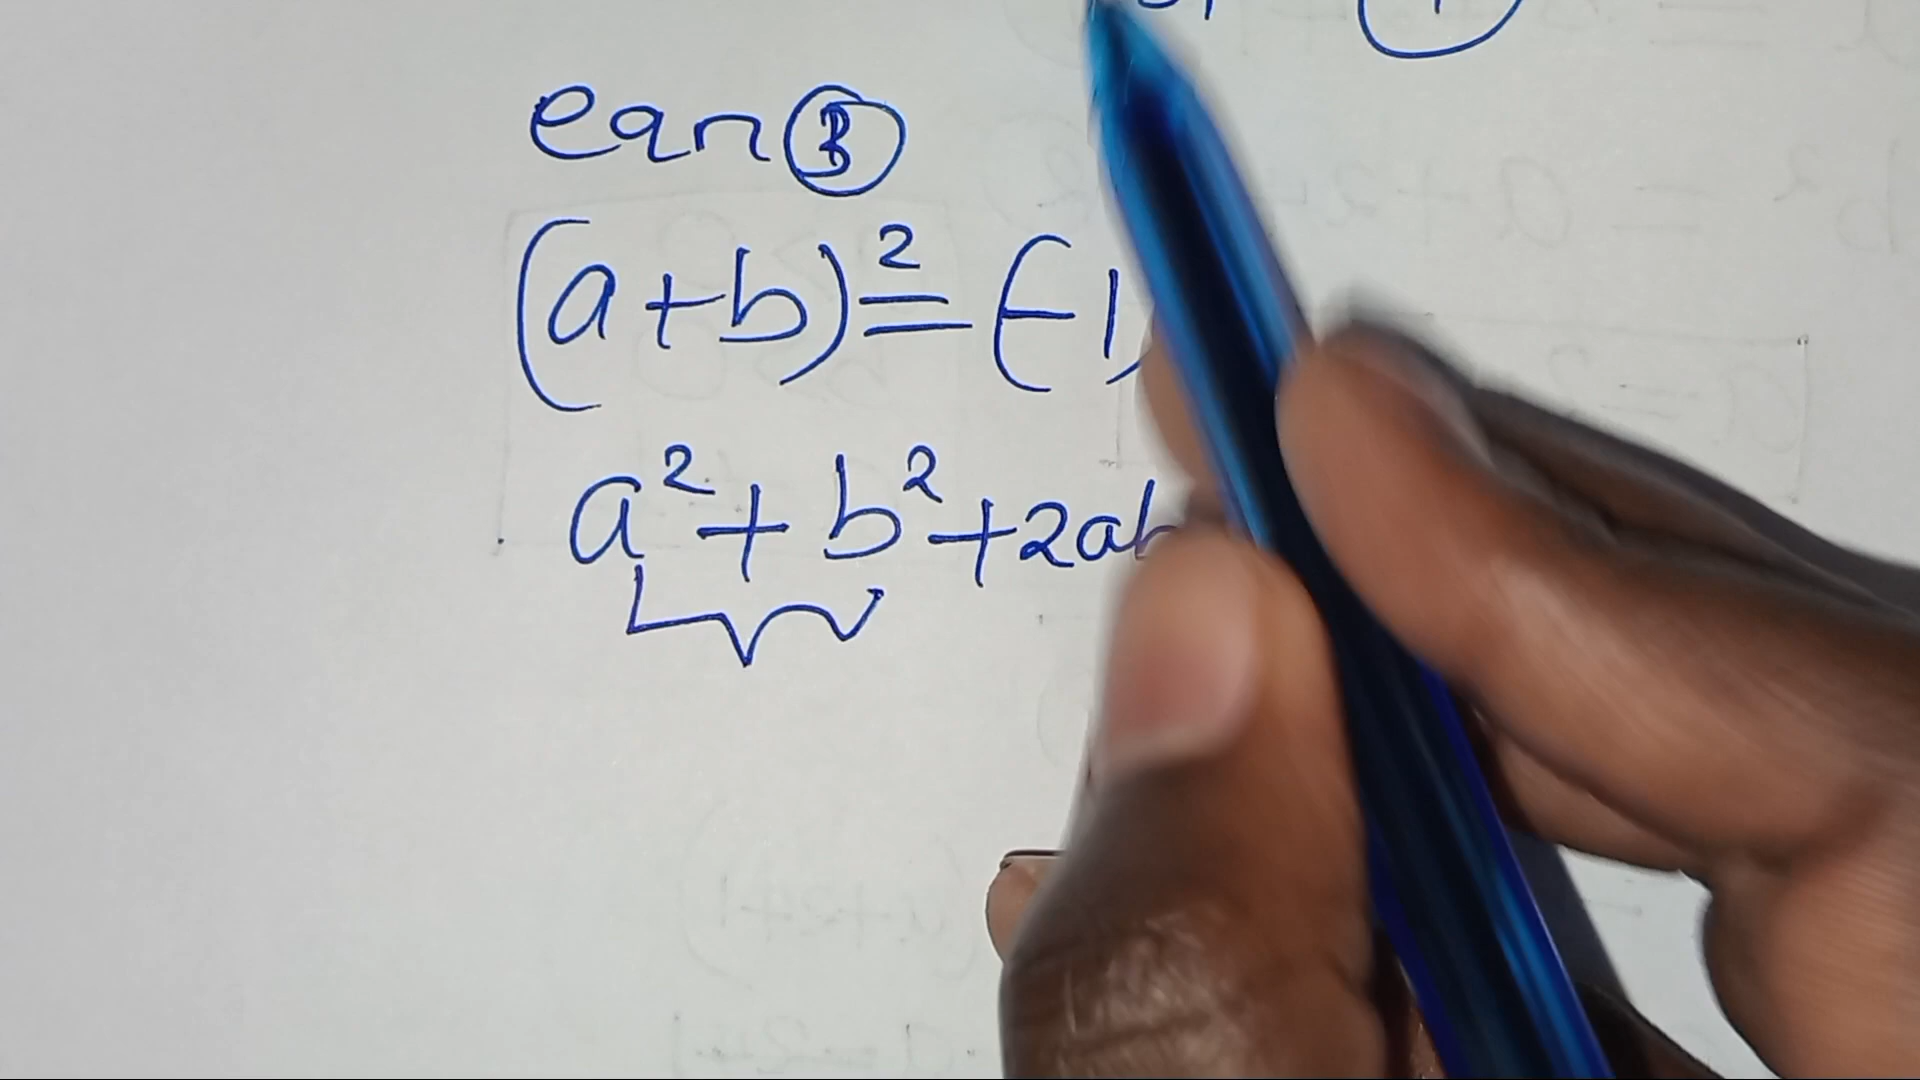 eqn ③
(a+b)² = (-1)
a² + b² + 2ab